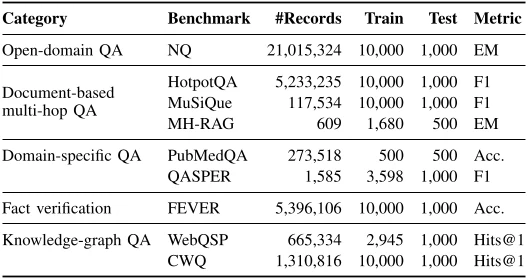 Category Benchmark #Records Train Test Metric
Open-domain QA NQ 21,015,324 10,000 1,000 EM
Document-based multi-hop QA HotpotQA 5,233,235 10,000 1,000 F1
MuSiQue 117,534 10,000 1,000 F1
MH-RAG 609 1,680 500 EM
Domain-specific QA PubMedQA 273,518 500 500 Acc.
QASPER 1,585 3,598 1,000 F1
Fact verification FEVER 5,396,106 10,000 1,000 Acc.
Knowledge-graph QA WebQSP 665,334 2,945 1,000 Hits@1
CWQ 1,310,816 10,000 1,000 Hits@1